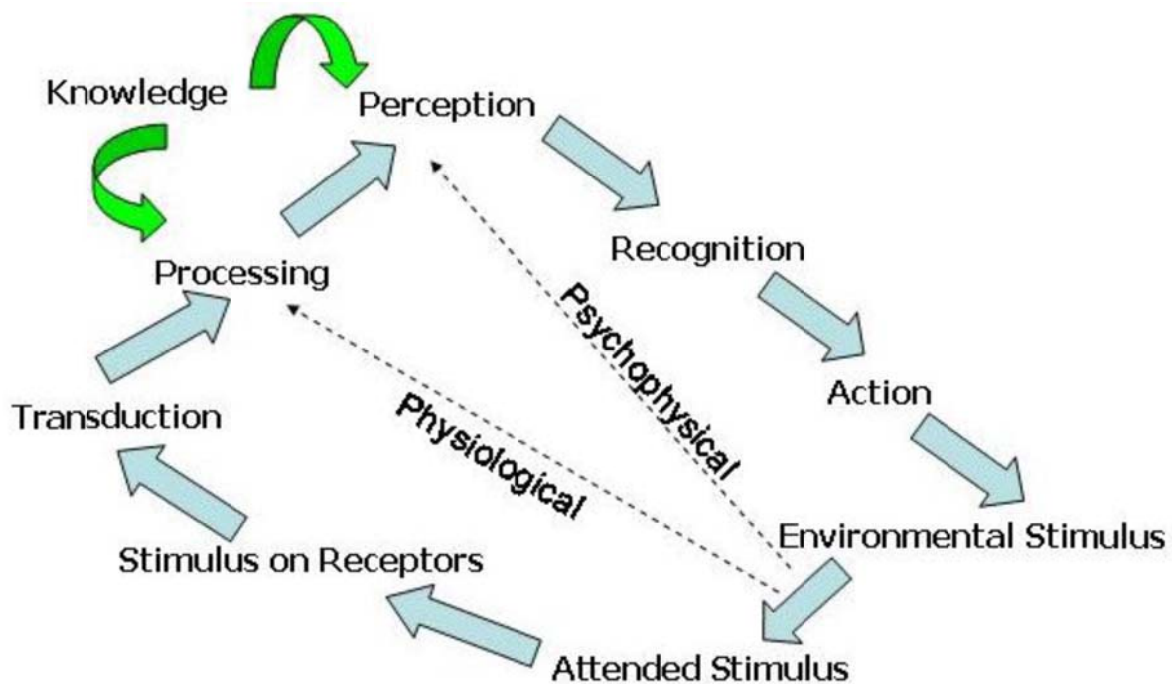 Knowledge
Perception
Recognition
Processing
Psychophysical
Action
Transduction
Physiological
Environmental Stimulus
Stimulus on Receptors
Attended Stimulus